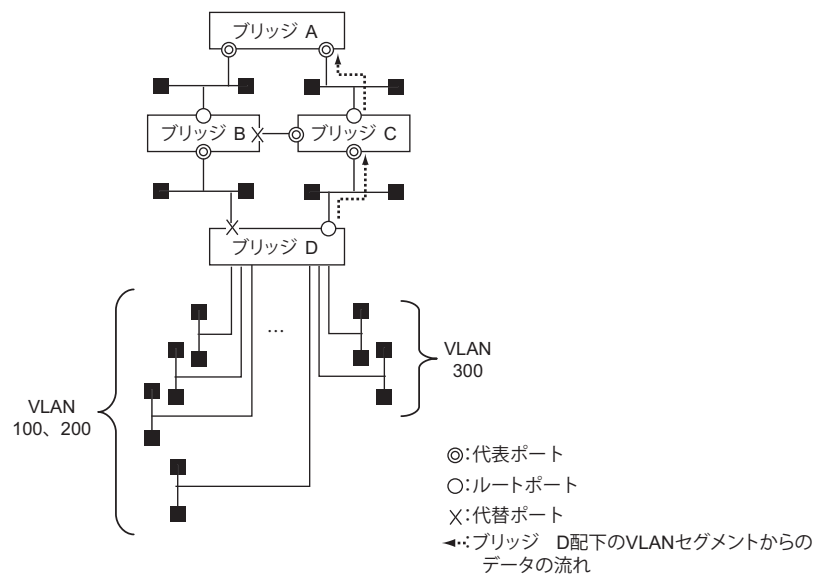 ブリッジ A
ブリッジ B
ブリッジ C
ブリッジ D
…
VLAN
300
VLAN
100、200
◎:代表ポート
○:ルートポート
×:代替ポート
ブリッジ D配下のVLANセグメントからの
データの流れ